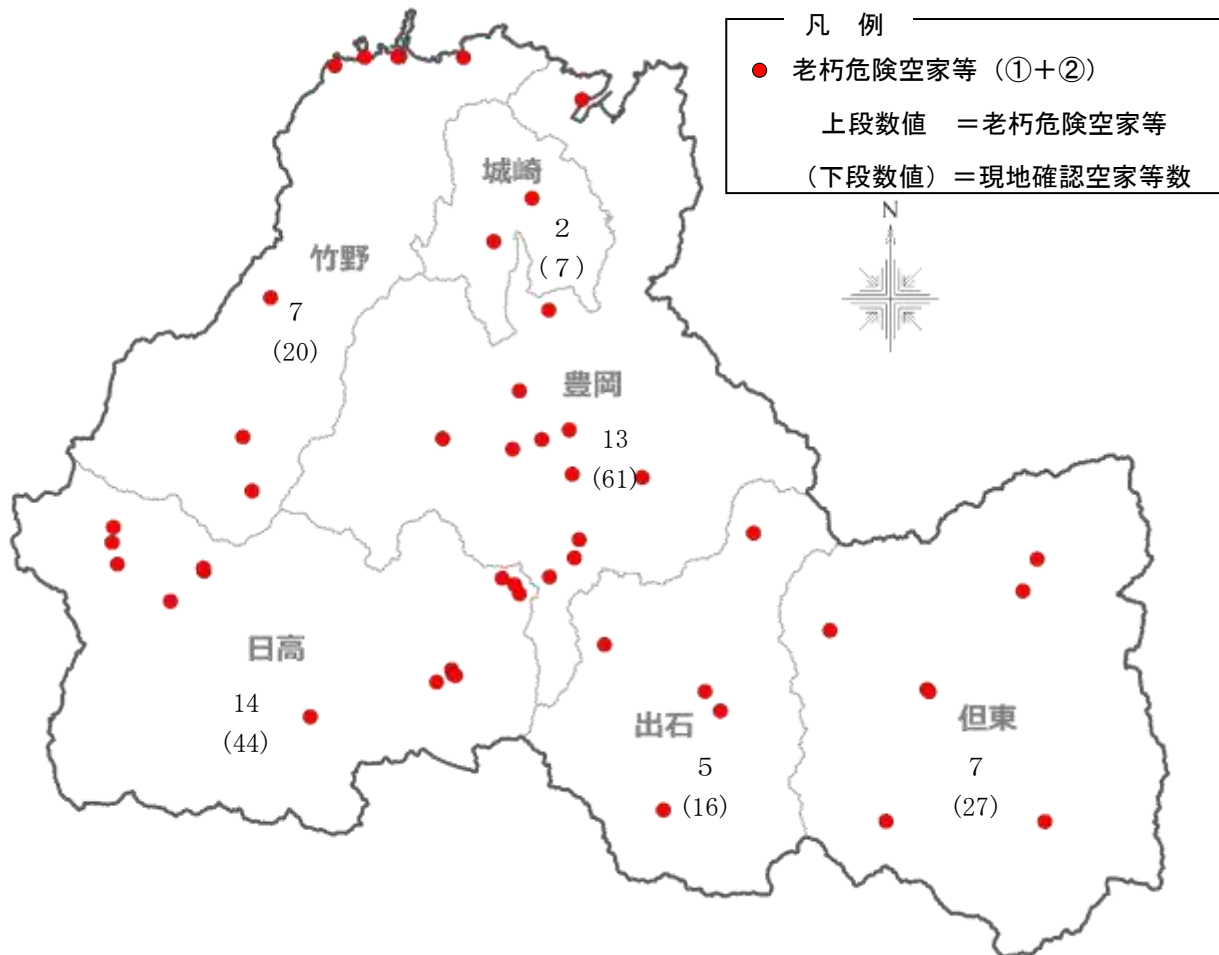 凡 例
老朽危険空家等（①＋②）
上段数値 ＝老朽危険空家等
（下段数値）＝現地確認空家等数
N
城崎
2
(7)
竹野
7
(20)
豊岡
13
(61)
日高
14
(44)
出石
5
(16)
但東
7
(27)